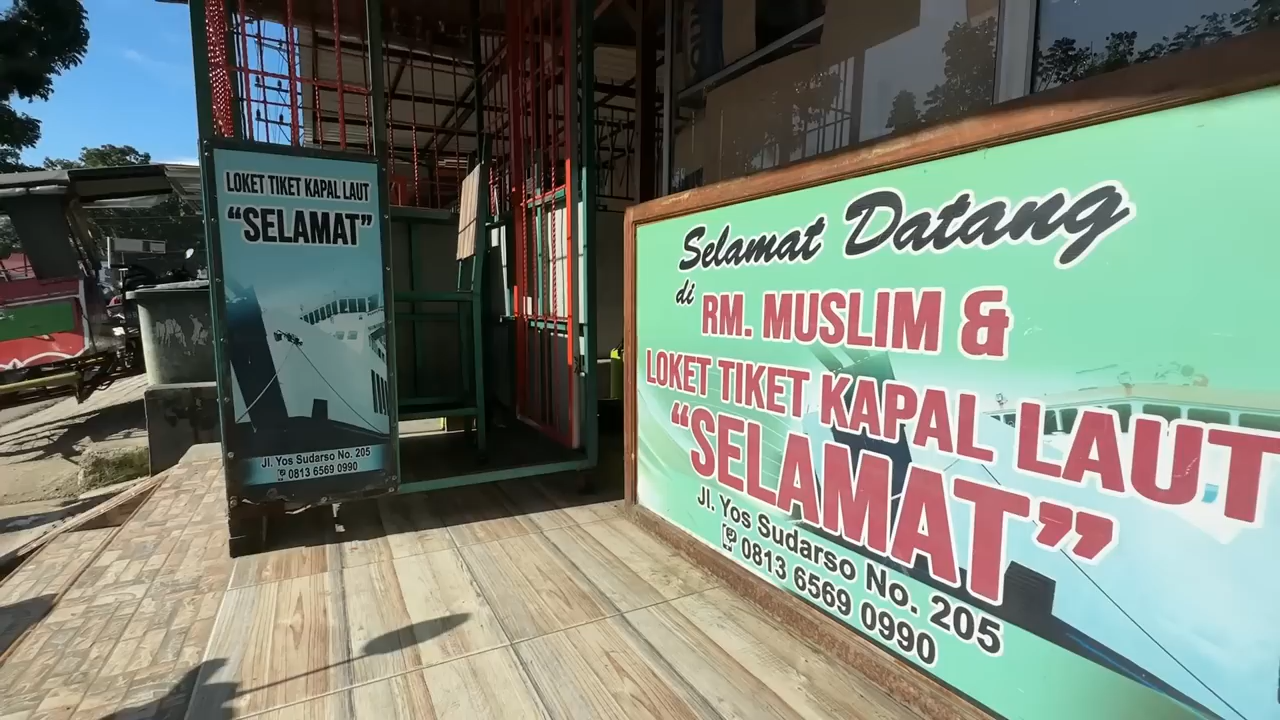 LOKET TIKET KAPAL LAUT
“SELAMAT”
Jl. Yos Sudarso No. 205
0813 6569 0990
Selamat Datang
di RM. MUSLIM &
LOKET TIKET KAPAL LAUT
“SELAMAT”
Jl. Yos Sudarso No. 205
0813 6569 0990